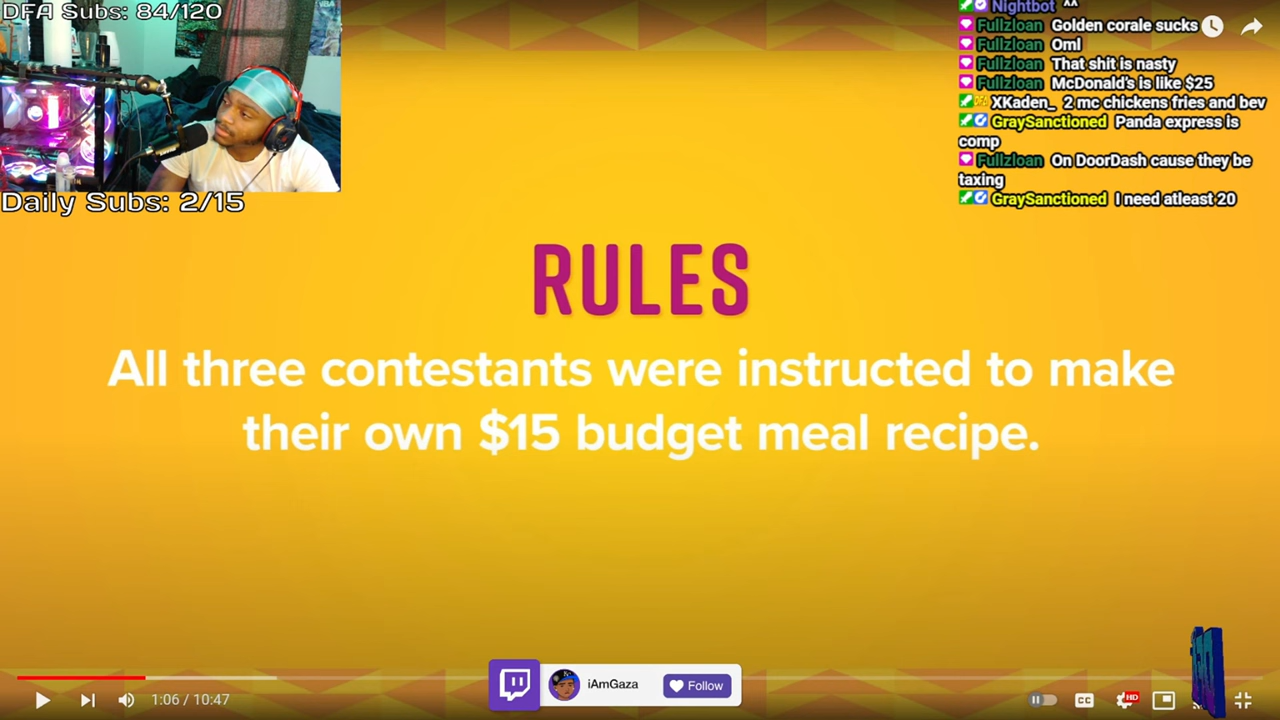 DFA Subs: 84/120
Daily Subs: 2/15
Nightbot ^^
Fullzloan Golden corale sucks
Fullzloan Oml
Fullzloan That shit is nasty
Fullzloan McDonald's is like $25
XKaden_ 2 mc chickens fries and bev
GraySanctioned Panda express is
comp
Fullzloan On DoorDash cause they be
taxing
GraySanctioned I need atleast 20
RULES
All three contestants were instructed to make
their own $15 budget meal recipe.
iAmGaza Follow
1:06 / 10:47
CC
HD